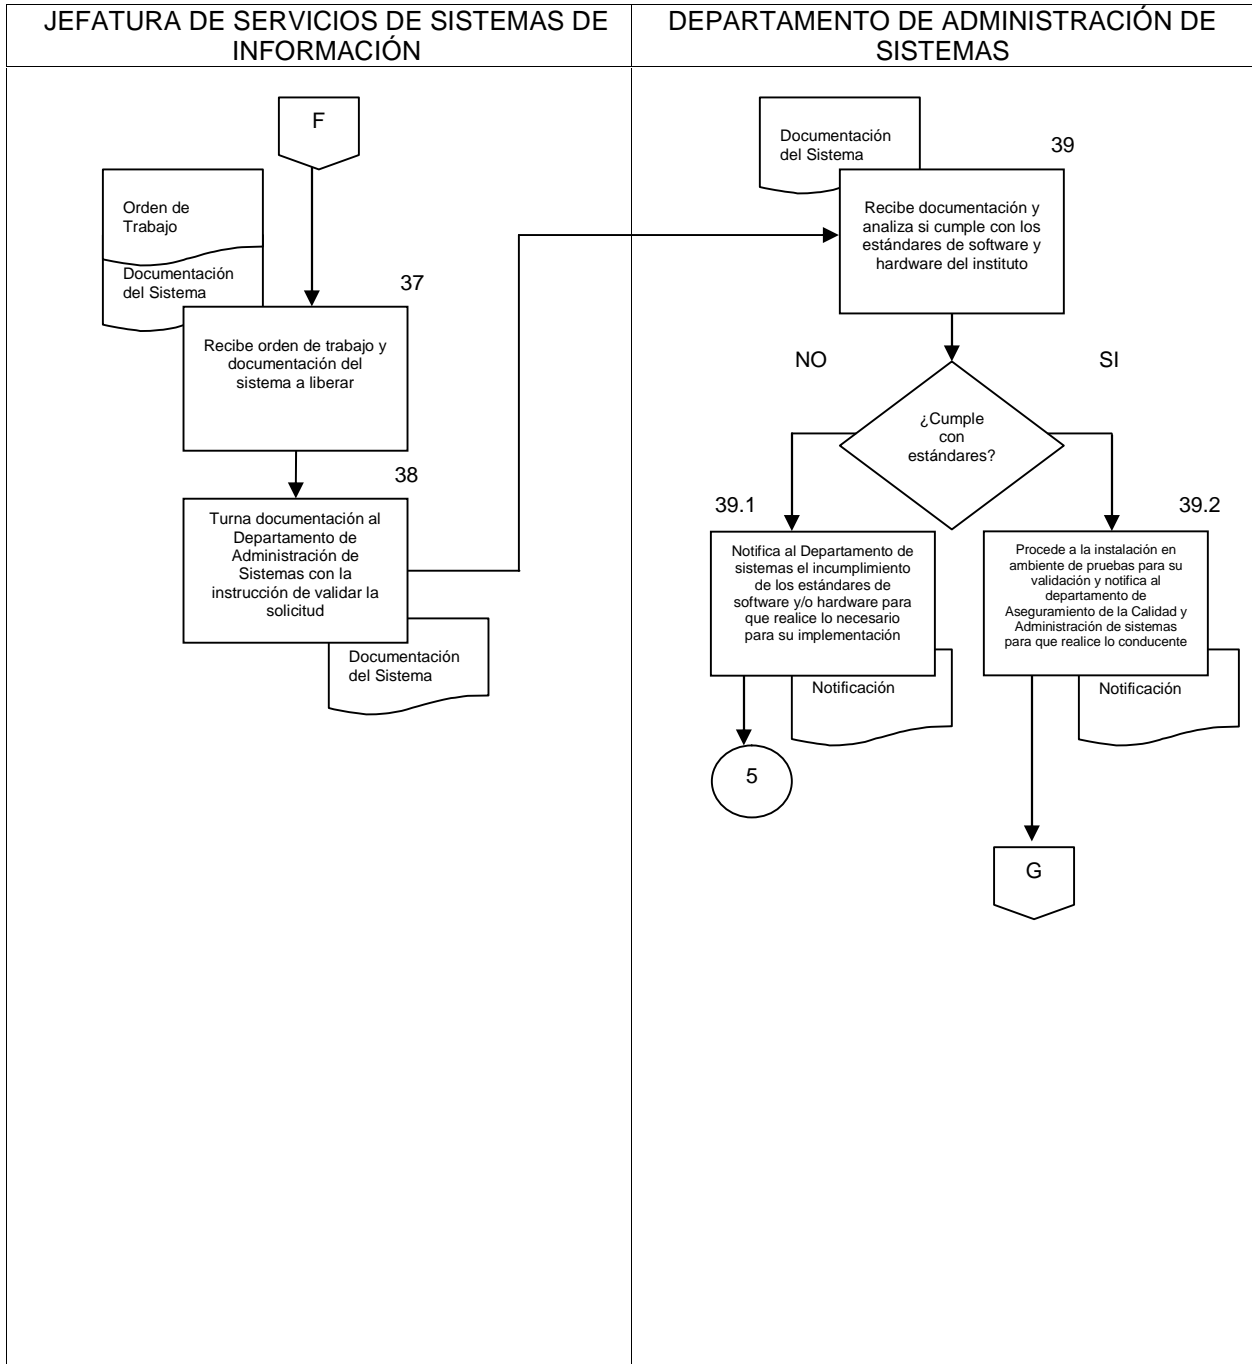 JEFATURA DE SERVICIOS DE SISTEMAS DE
INFORMACIÓN
DEPARTAMENTO DE ADMINISTRACIÓN DE
SISTEMAS
F
Orden de
Trabajo
Documentación
del Sistema
37
Recibe orden de trabajo y
documentación del
sistema a liberar
38
Turna documentación al
Departamento de
Administración de
Sistemas con la
instrucción de validar la
solicitud
Documentación
del Sistema
Documentación
del Sistema
39
Recibe documentación y
analiza si cumple con los
estándares de software y
hardware del instituto
NO
SI
¿Cumple
con
estándares?
39.1
Notifica al Departamento de
sistemas el incumplimiento
de los estándares de
software y/o hardware para
que realice lo necesario
para su implementación
Notificación
5
39.2
Procede a la instalación en
ambiente de pruebas para su
validación y notifica al
departamento de
Aseguramiento de la Calidad y
Administración de sistemas
para que realice lo conducente
Notificación
G